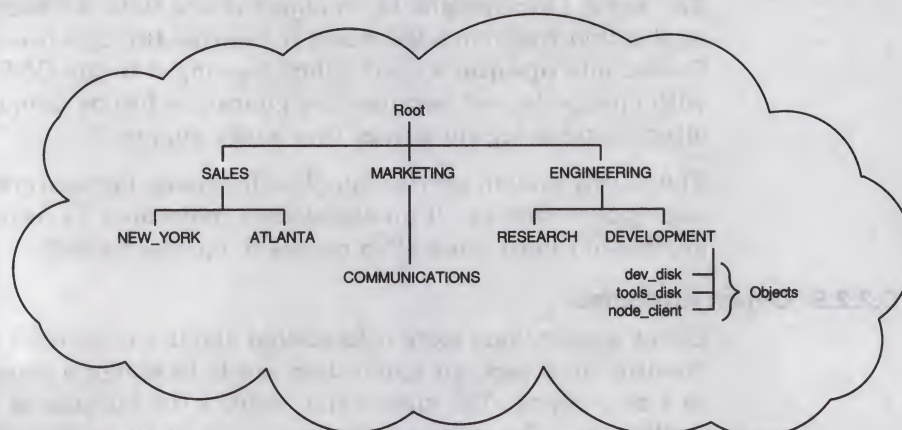 Root
SALES MARKETING ENGINEERING
NEW_YORK ATLANTA RESEARCH DEVELOPMENT
COMMUNICATIONS
dev_disk
tools_disk
node_client
Objects